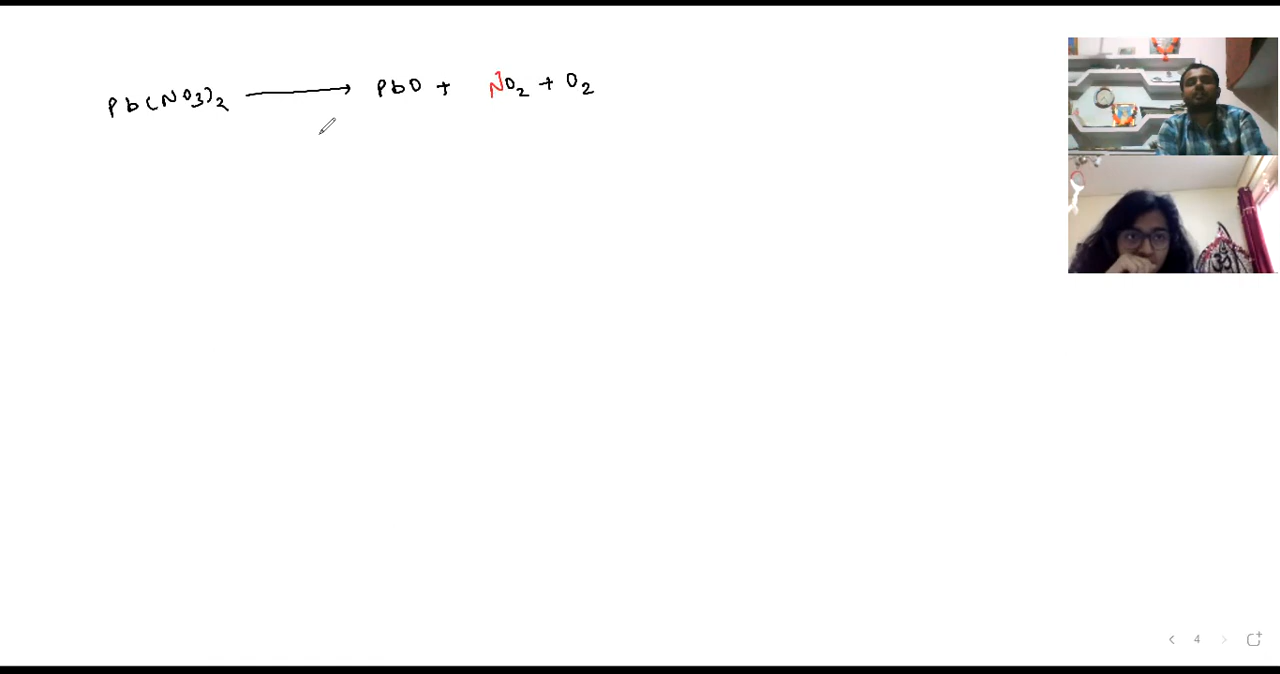 Pb(NO3)2 ⟶ PbO + NO2 + O2
4